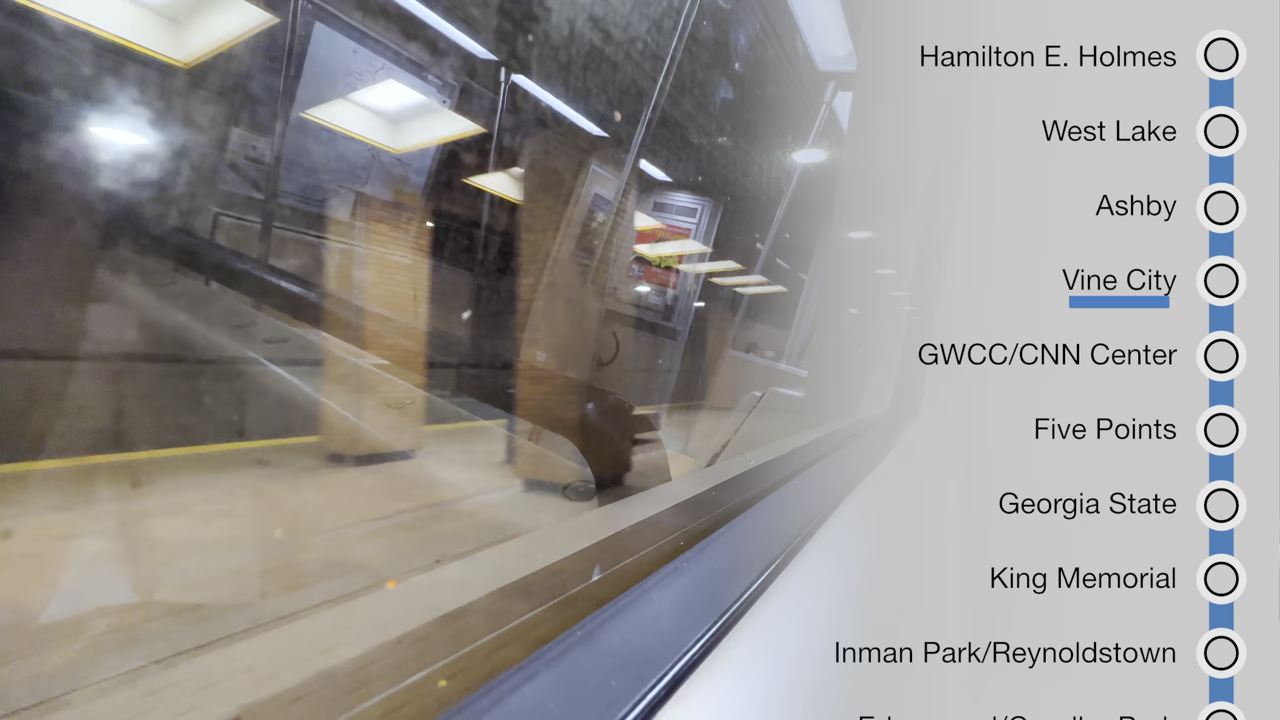 Hamilton E. Holmes
West Lake
Ashby
Vine City
GWCC/CNN Center
Five Points
Georgia State
King Memorial
Inman Park/Reynoldstown